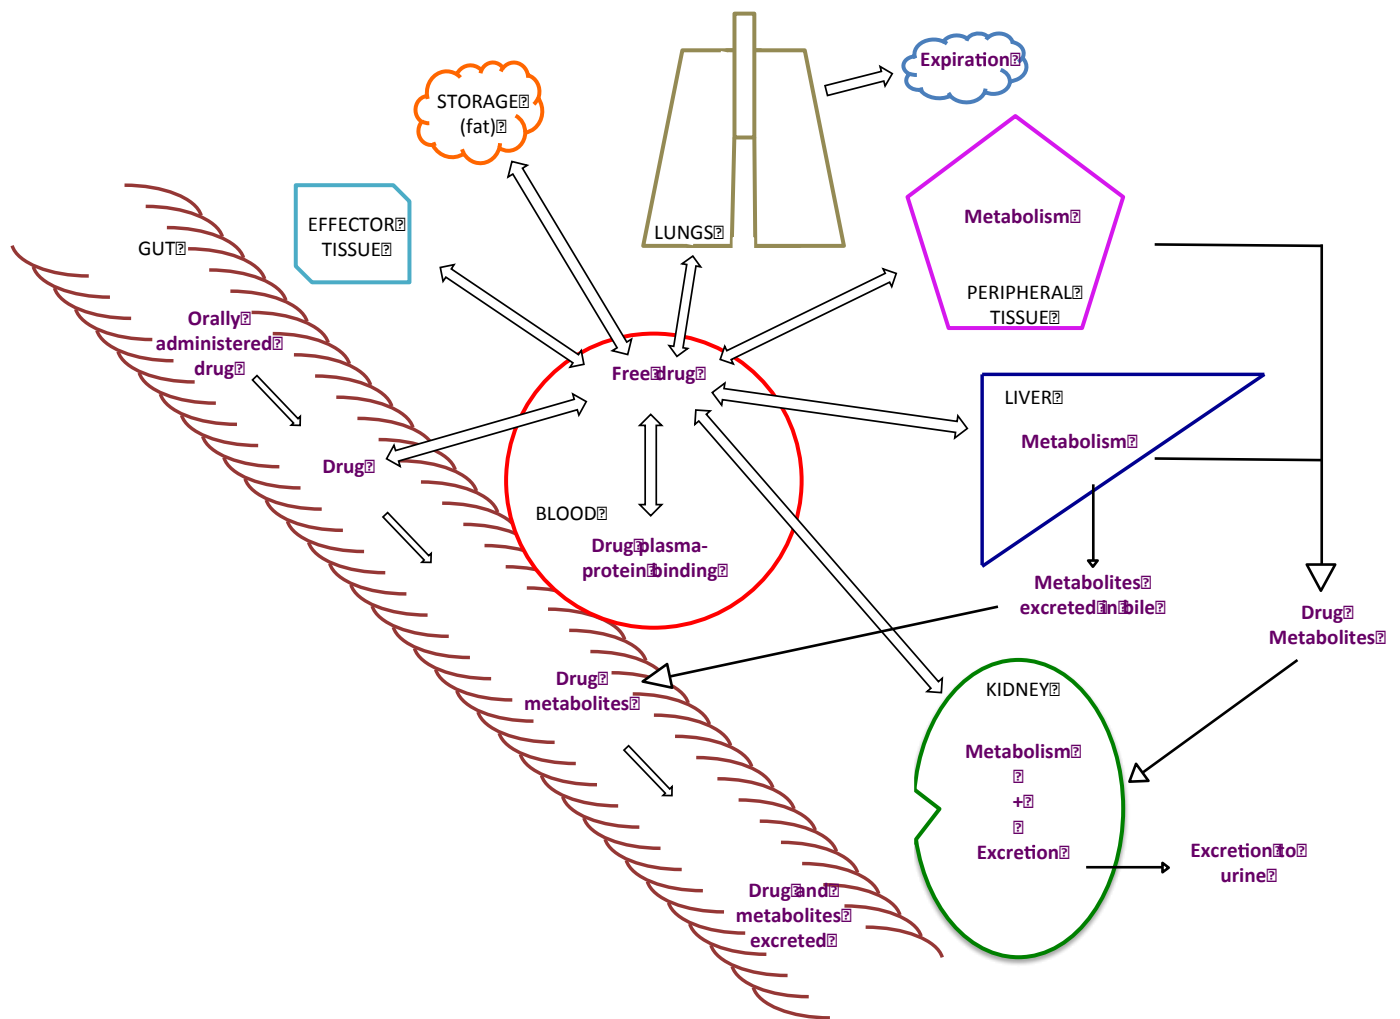 Expiration
STORAGE
(fat)
EFFECTOR
TISSUE
LUNGS
Metabolism
PERIPHERAL
TISSUE
GUT
Orally
administered
drug
Free drug
LIVER
Metabolism
Drug
BLOOD
Drug plasma-
protein binding
Metabolites
excreted in bile
Drug
Metabolites
Drug
metabolites
KIDNEY
Metabolism
+
Excretion
Excretion to
urine
Drug and
metabolites
excreted